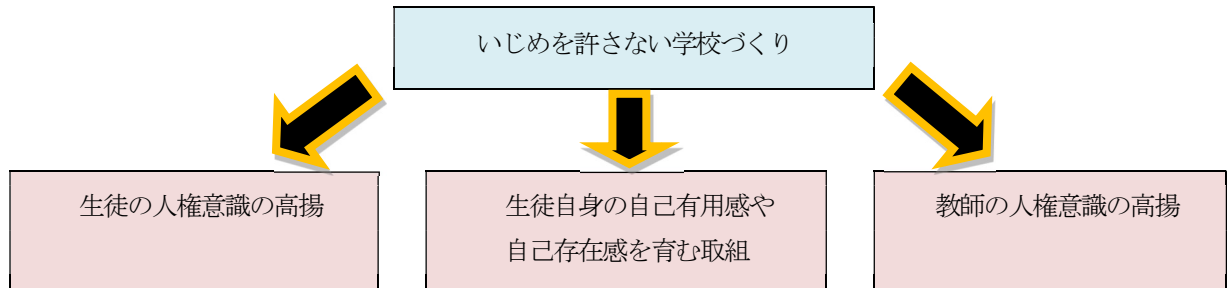 いじめを許さない学校づくり
生徒の人権意識の高揚
生徒自身の自己有用感や
自己存在感を育む取組
教師の人権意識の高揚